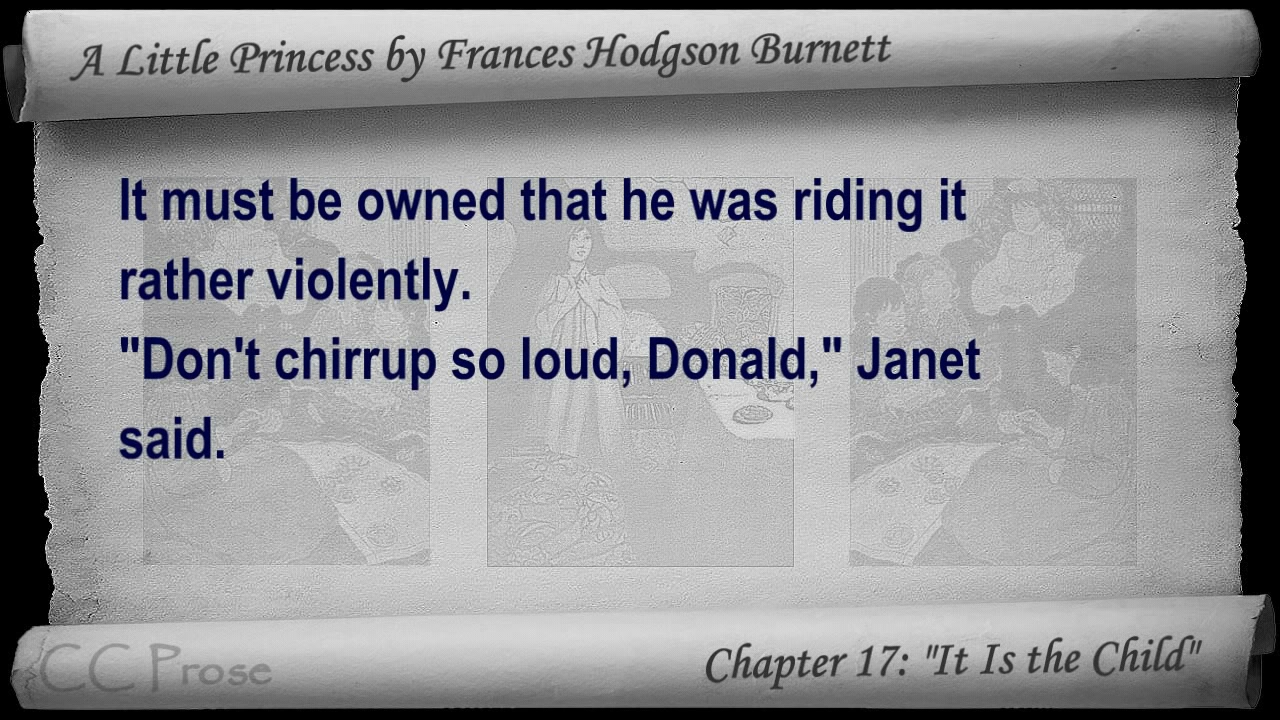 A Little Princess by Frances Hodgson Burnett
It must be owned that he was riding it
rather violently.
"Don't chirrup so loud, Donald," Janet
said.
CC Prose
Chapter 17: "It Is the Child"